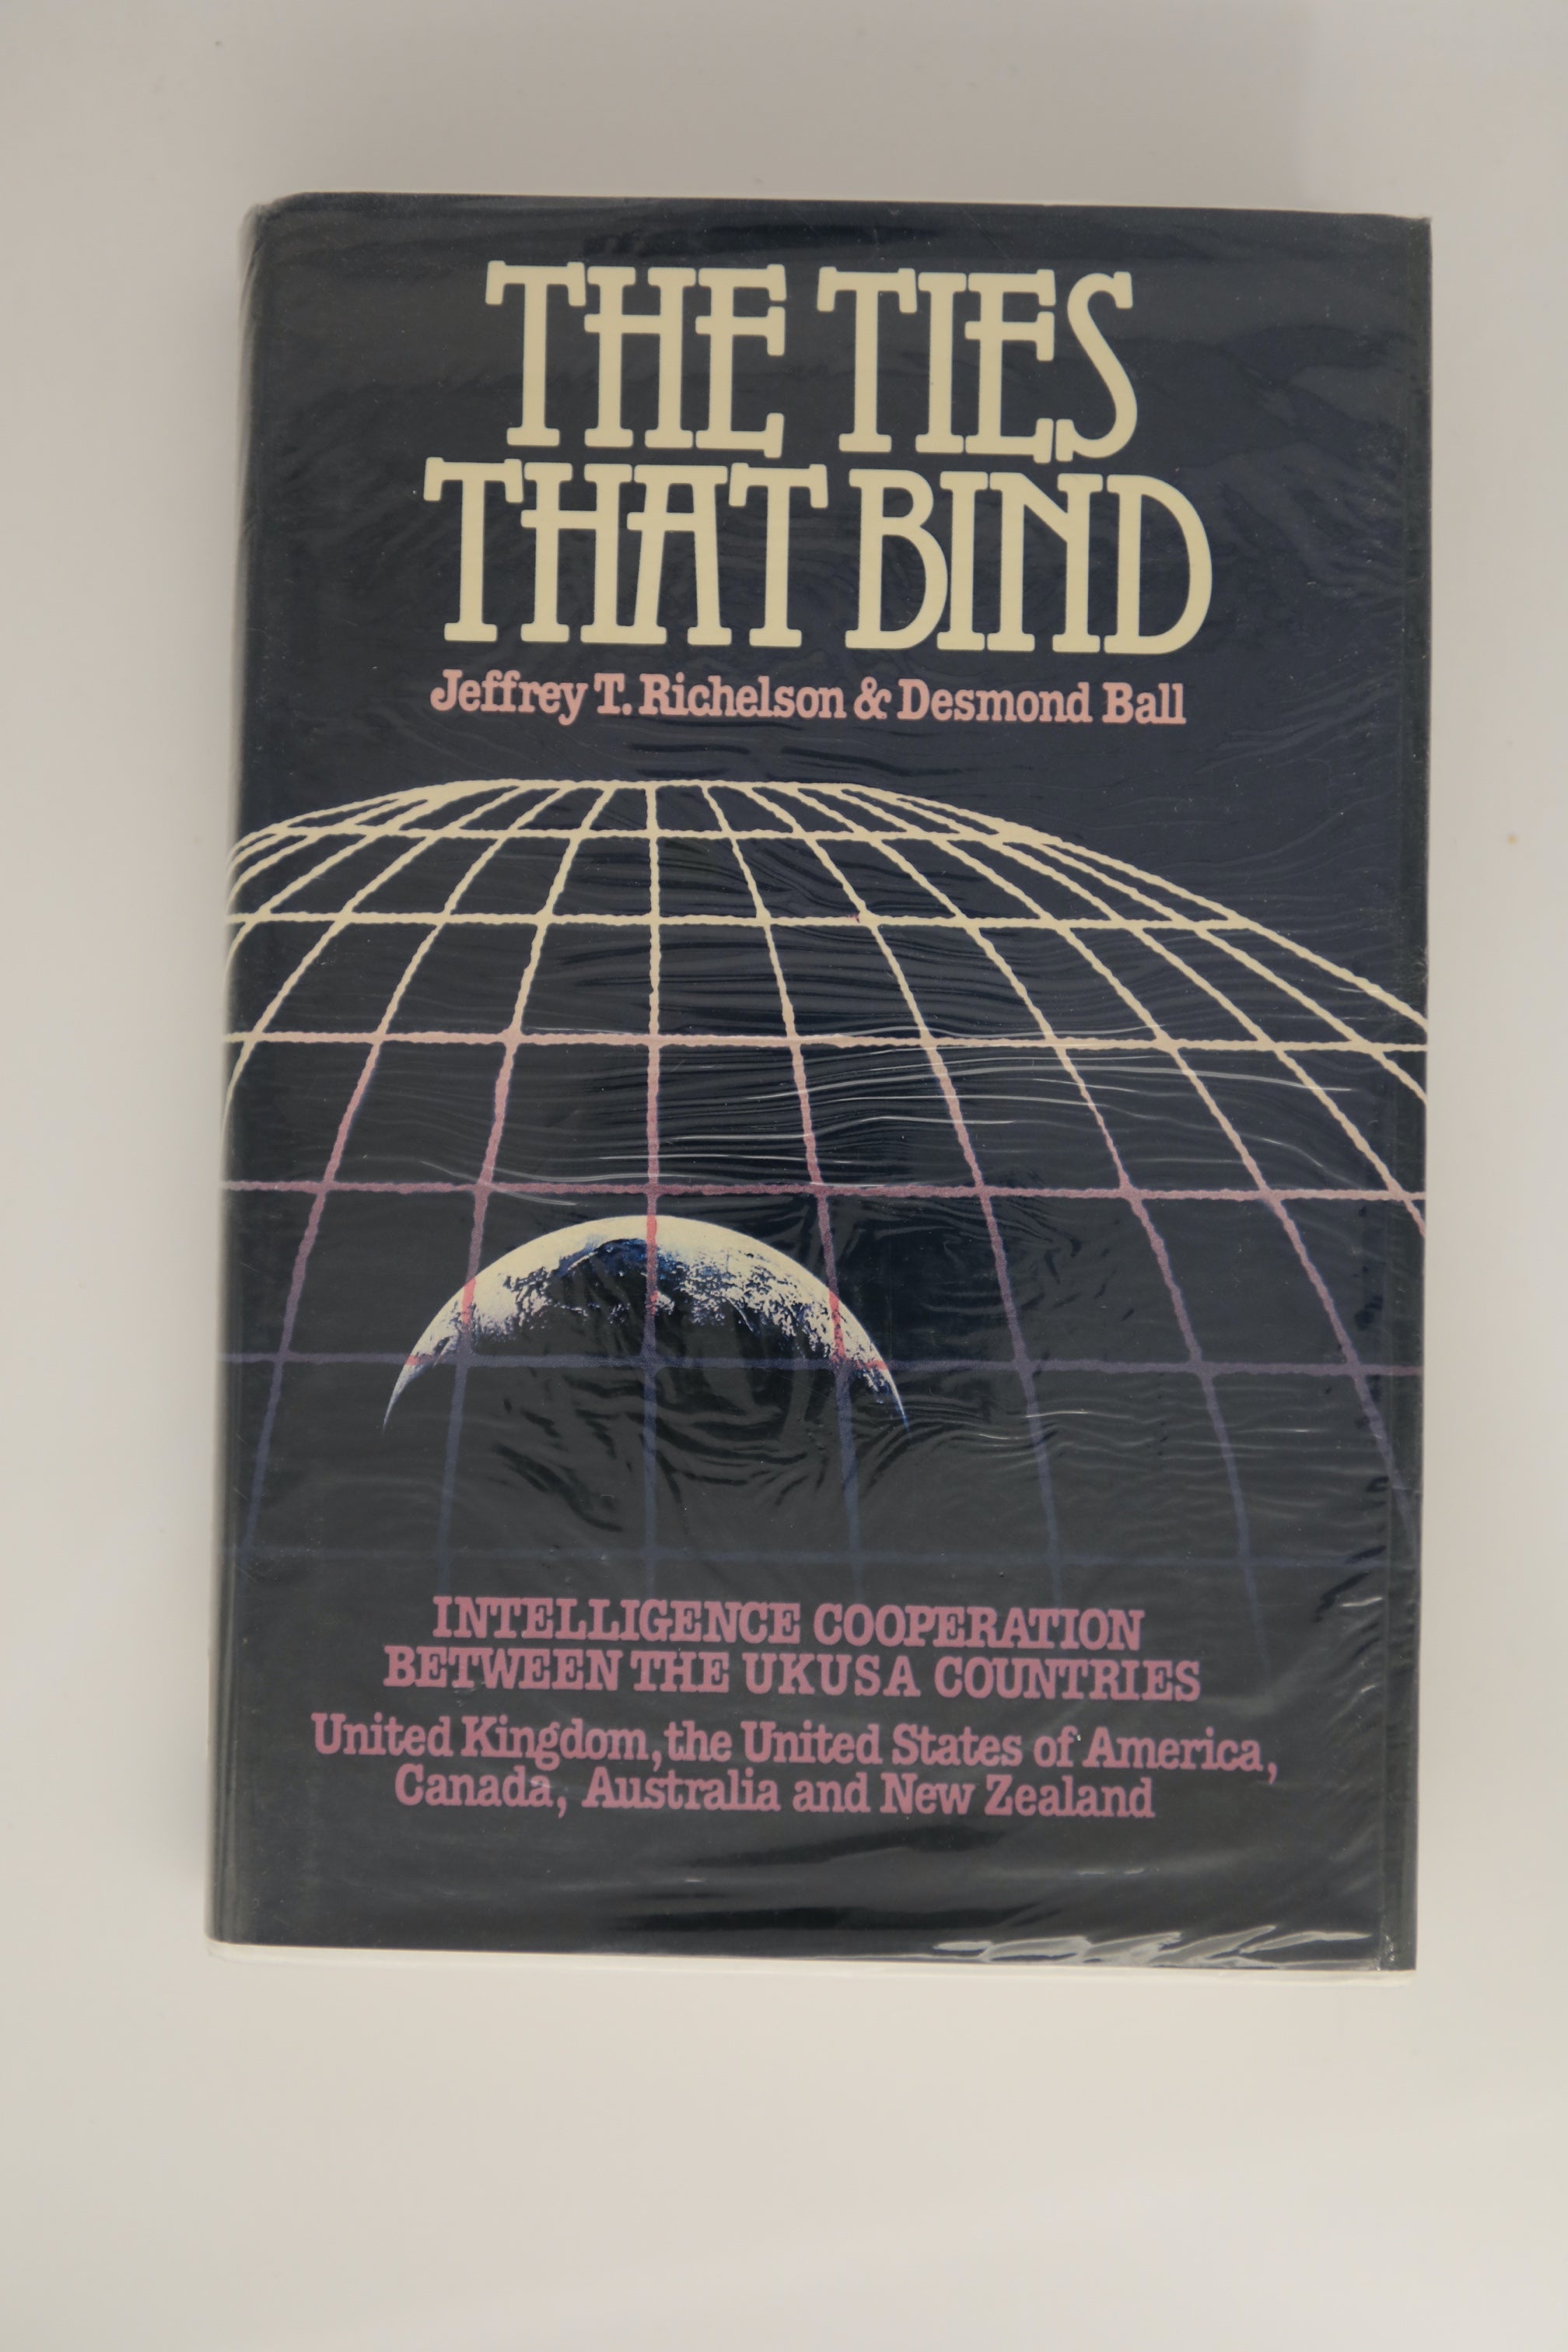 THE TIES
THAT BIND
Jeffrey T. Richelson & Desmond Ball
INTELLIGENCE COOPERATION
BETWEEN THE UKUSA COUNTRIES
United Kingdom, the United States of America,
Canada, Australia and New Zealand